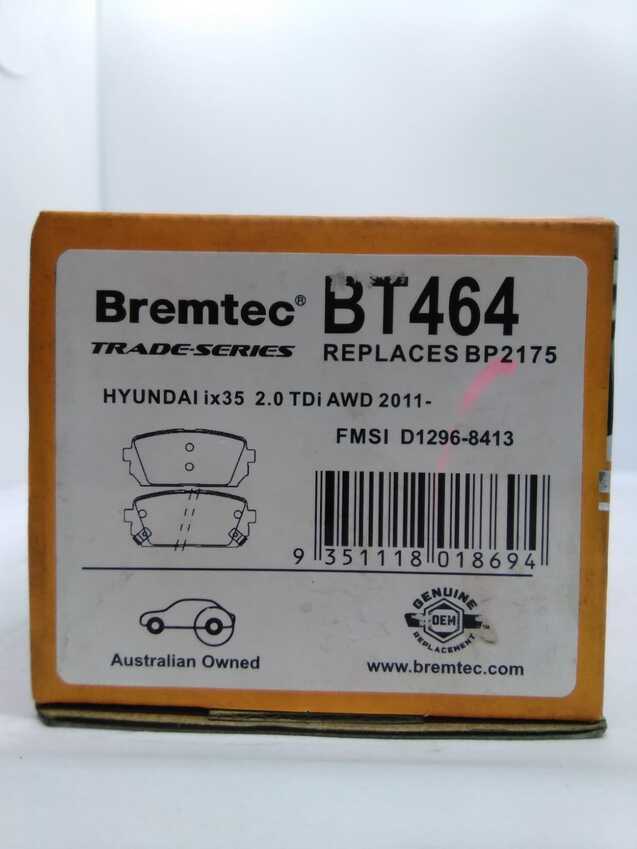 Bremtec® BT464
TRADE-SERIES REPLACES BP2175
HYUNDAI ix35 2.0 TDi AWD 2011-
FMSI D1296-8413
9 351118 018694
GENUINE
OEM
REPLACEMENT™
Australian Owned
www.bremtec.com